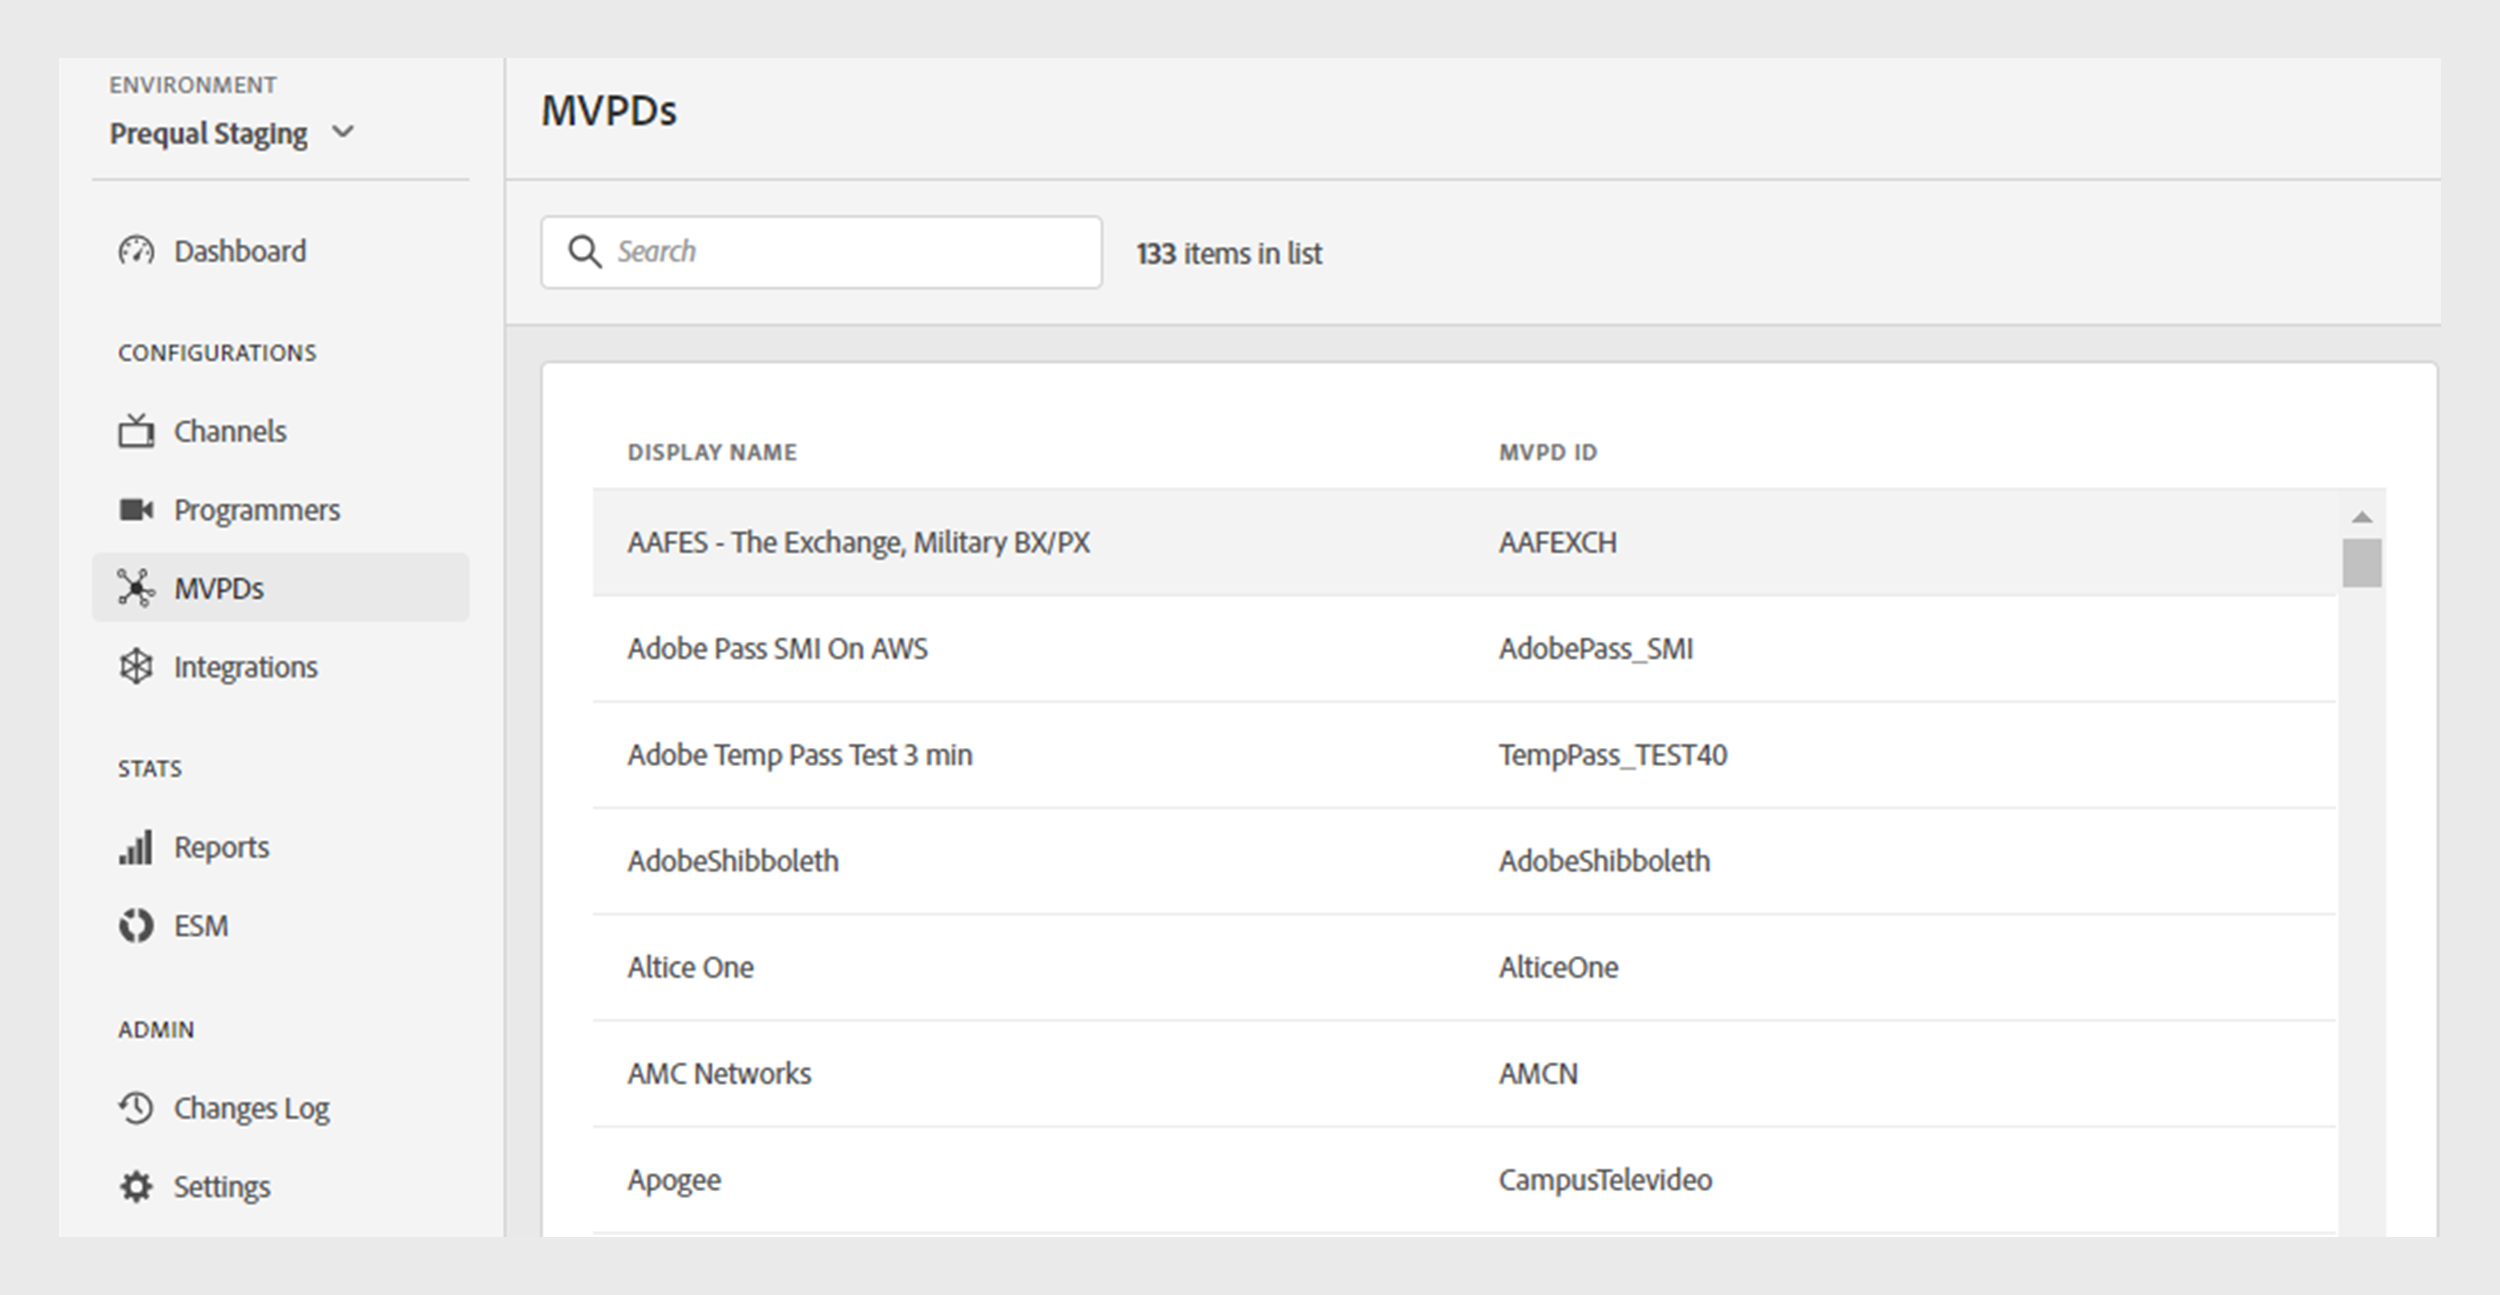 ENVIRONMENT
Prequal Staging
Dashboard
CONFIGURATIONS
Channels
Programmers
MVPDs
Integrations
STATS
Reports
ESM
ADMIN
Changes Log
Settings
MVPDs
Search
133 items in list
DISPLAY NAME MVPD ID
AAFES - The Exchange, Military BX/PX AAFEXCH
Adobe Pass SMI On AWS AdobePass_SMI
Adobe Temp Pass Test 3 min TempPass_TEST40
AdobeShibboleth AdobeShibboleth
Altice One AlticeOne
AMC Networks AMCN
Apogee CampusTelevideo